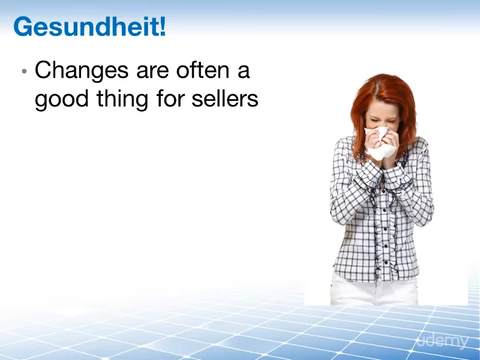 Gesundheit!
• Changes are often a
good thing for sellers
udemy